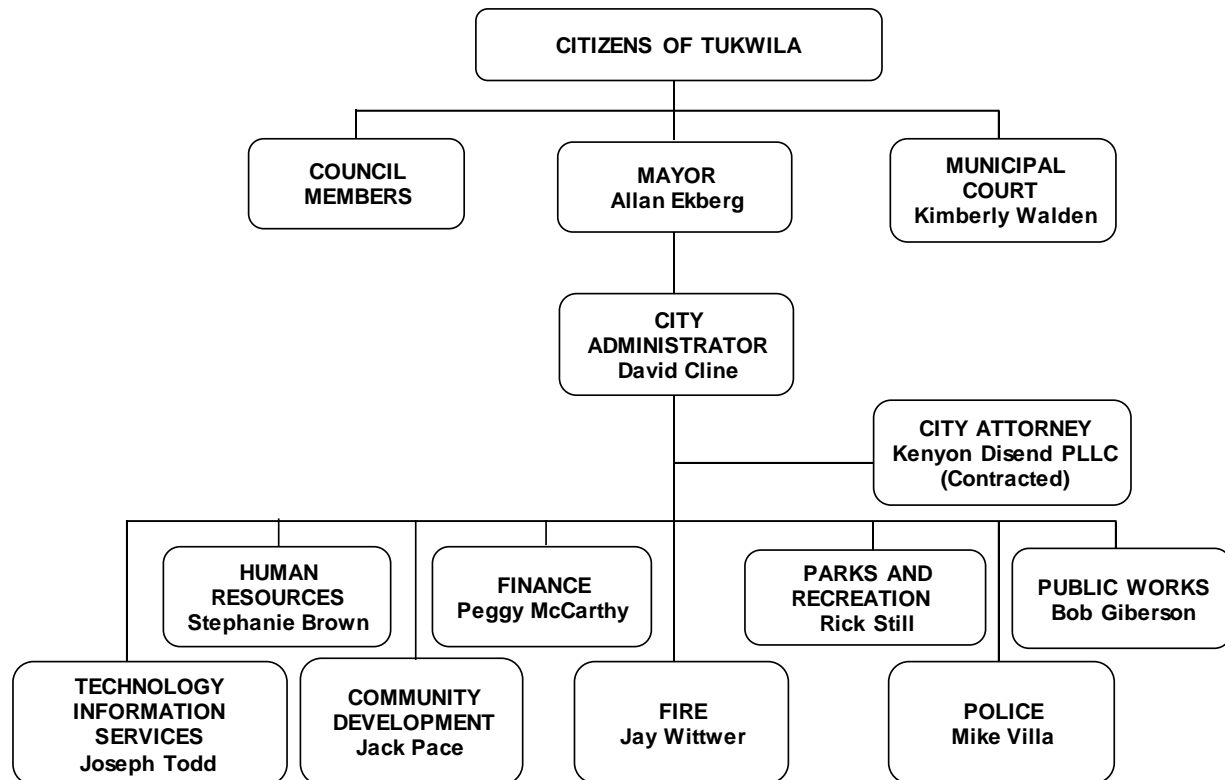 CITIZENS OF TUKWILA
COUNCIL
MEMBERS
MAYOR
Allan Ekberg
MUNICIPAL
COURT
Kimberly Walden
CITY
ADMINISTRATOR
David Cline
CITY ATTORNEY
Kenyon Disend PLLC
(Contracted)
HUMAN
RESOURCES
Stephanie Brown
FINANCE
Peggy McCarthy
PARKS AND
RECREATION
Rick Still
PUBLIC WORKS
Bob Giberson
TECHNOLOGY
INFORMATION
SERVICES
Joseph Todd
COMMUNITY
DEVELOPMENT
Jack Pace
FIRE
Jay Wittwer
POLICE
Mike Villa